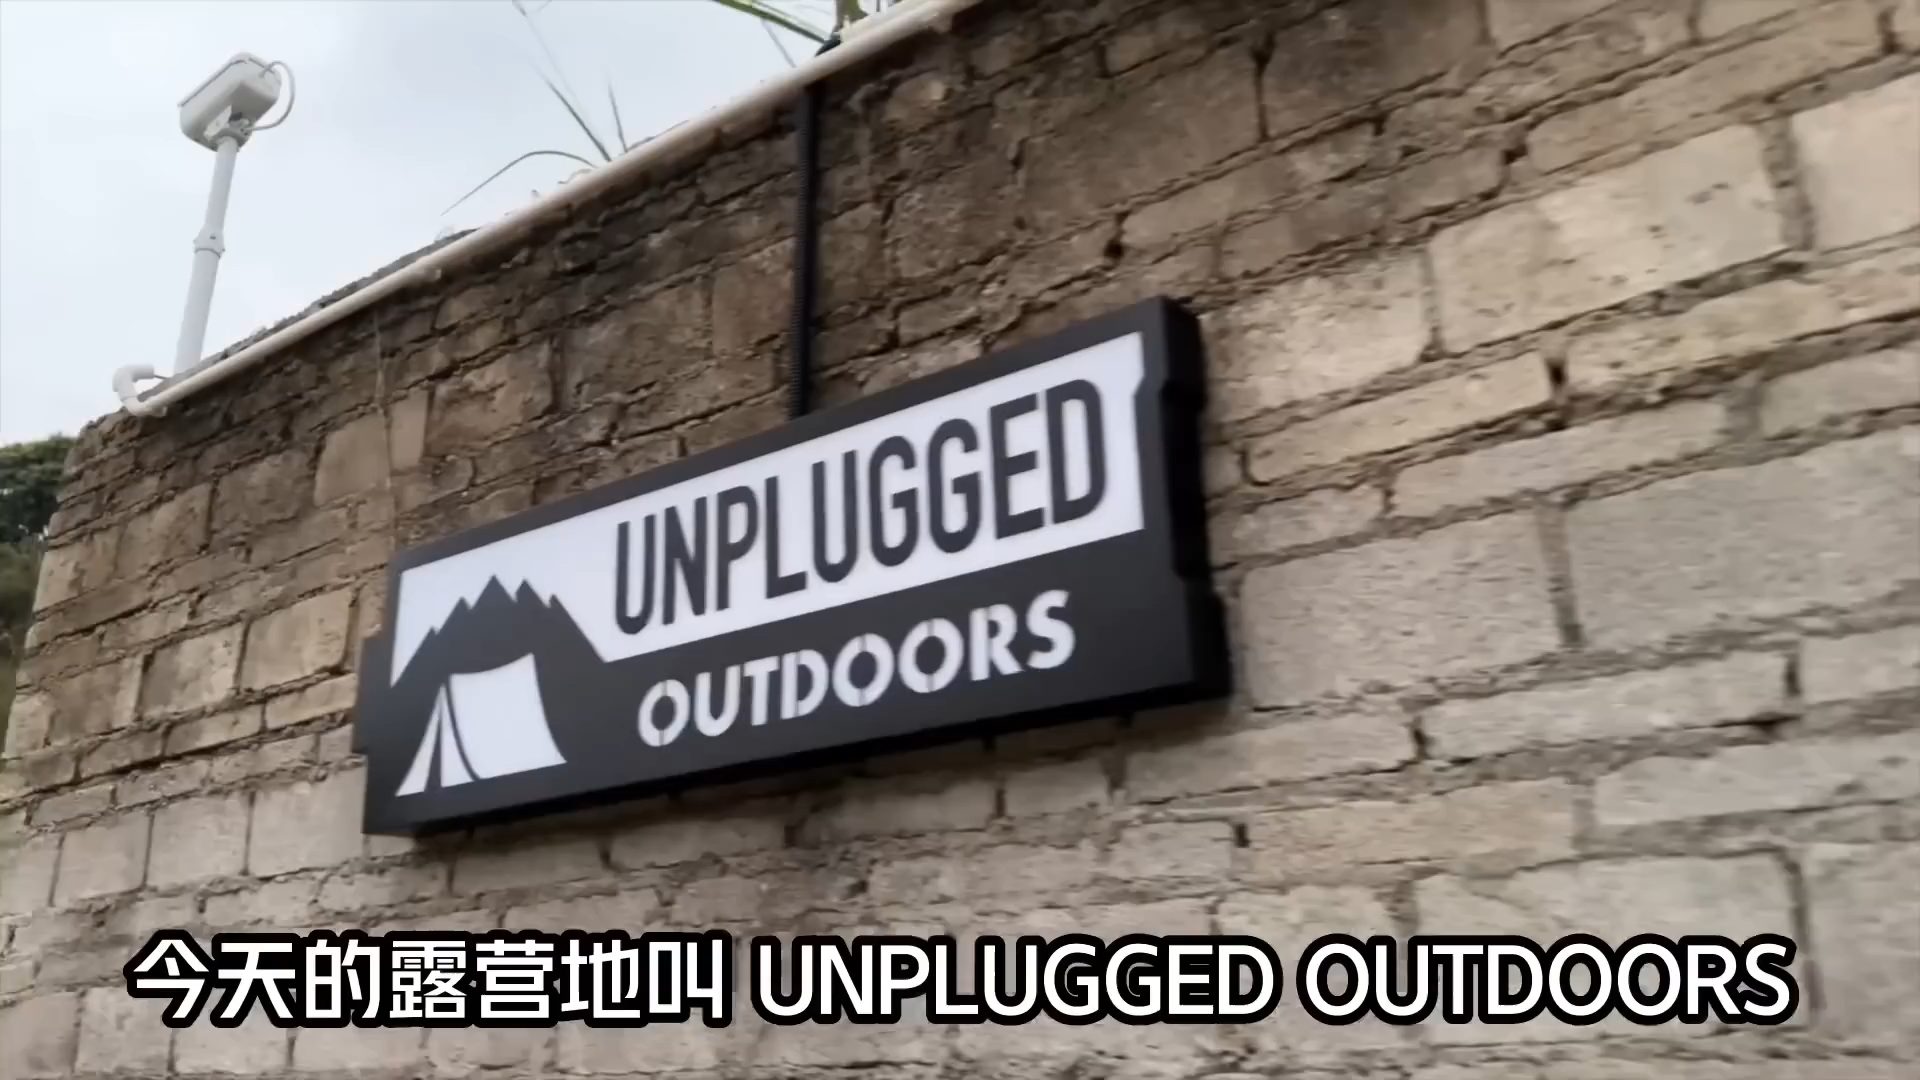 UNPLUGGED
OUTDOORS
今天的露营地叫 UNPLUGGED OUTDOORS